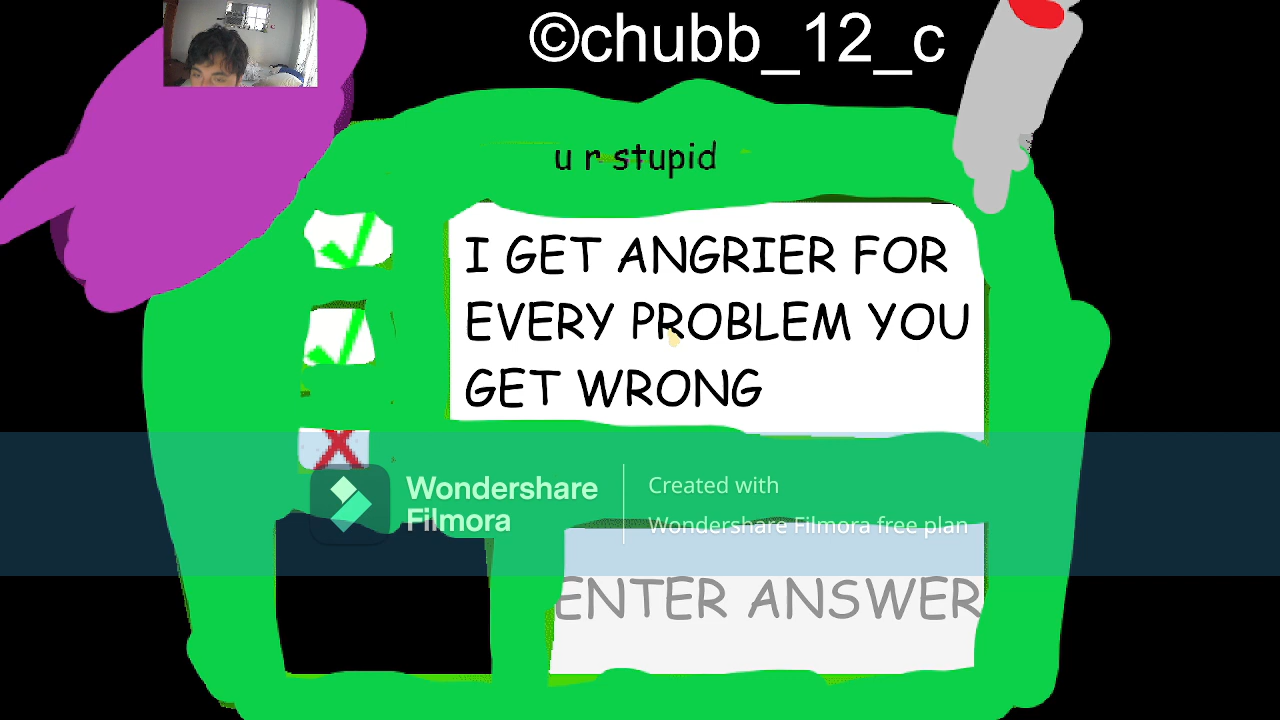 ©chubb_12_c
u r stupid
I GET ANGRIER FOR
EVERY PROBLEM YOU
GET WRONG
Wondershare
Filmora
Created with
Wondershare Filmora free plan
ENTER ANSWER